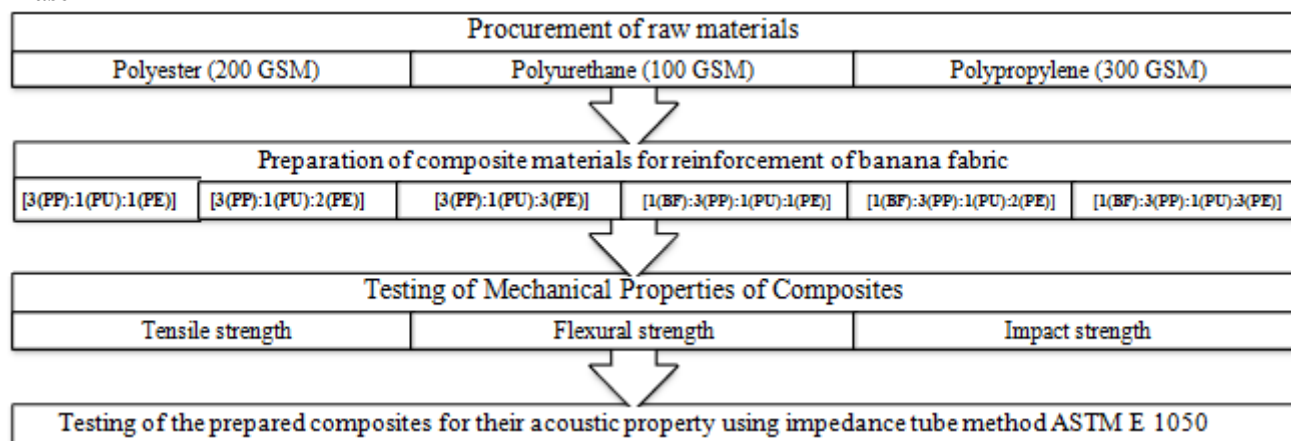 Procurement of raw materials
Polyester (200 GSM) Polyurethane (100 GSM) Polypropylene (300 GSM)
Preparation of composite materials for reinforcement of banana fabric
[3(PP):1(PU):1(PE)] [3(PP):1(PU):2(PE)] [3(PP):1(PU):3(PE)] [1(BF):3(PP):1(PU):1(PE)] [1(BF):3(PP):1(PU):2(PE)] [1(BF):3(PP):1(PU):3(PE)]
Testing of Mechanical Properties of Composites
Tensile strength Flexural strength Impact strength
Testing of the prepared composites for their acoustic property using impedance tube method ASTM E 1050